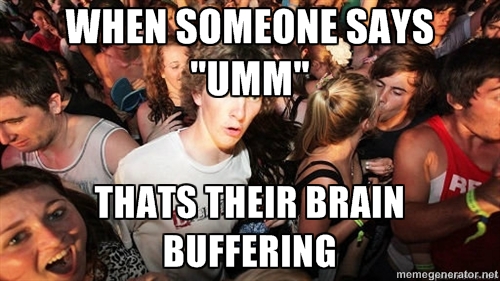 WHEN SOMEONE SAYS
"UMM"
THATS THEIR BRAIN
BUFFERING
memegenerator.net